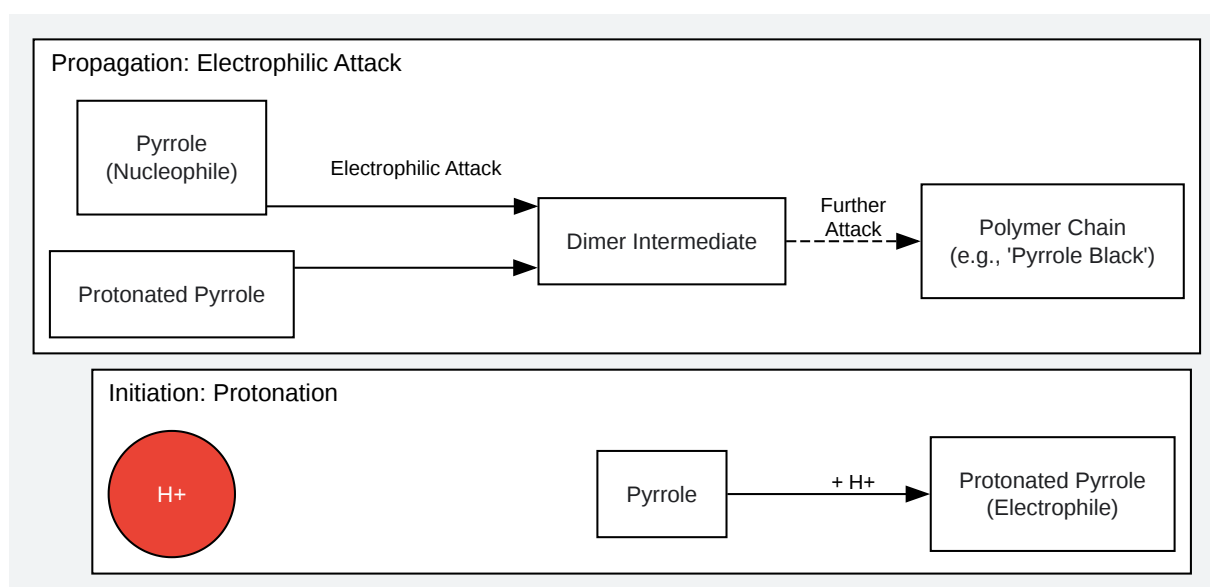 Propagation: Electrophilic Attack
Pyrrole
(Nucleophile)
Electrophilic Attack
Protonated Pyrrole
Dimer Intermediate
Further
Attack
Polymer Chain
(e.g., 'Pyrrole Black')
Initiation: Protonation
H+
Pyrrole
+ H+
Protonated Pyrrole
(Electrophile)